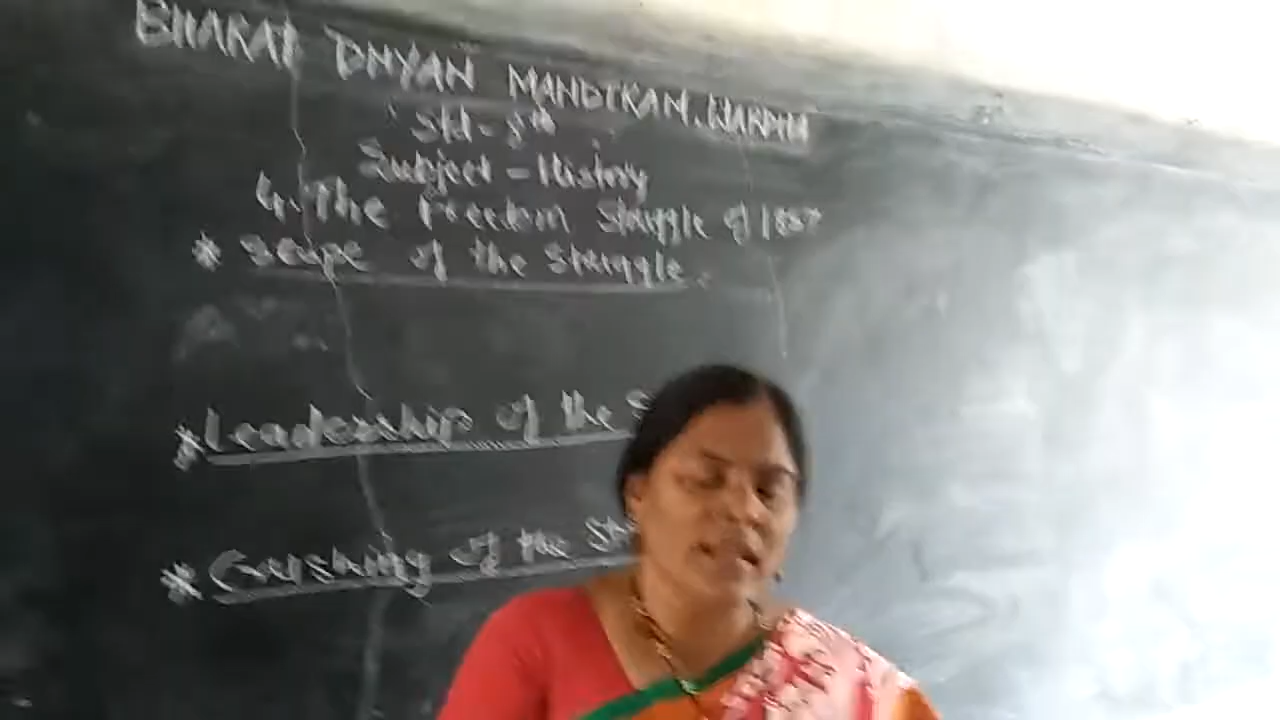 BHARAT DNYAN MANDIRAM. WARDHA
Std - 8th
Subject - History
4. The Freedom Struggle of 1857
* Scope of the Struggle.
* Leadership of the S
* Crushing of the St